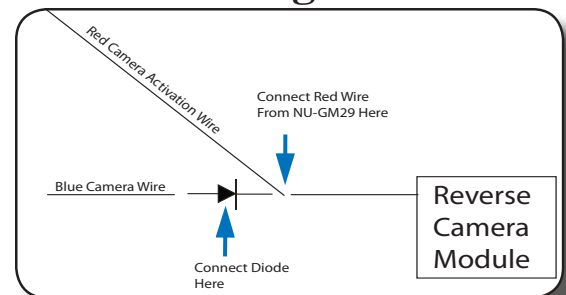 Red Camera Activation Wire
Connect Red Wire
From NU-GM29 Here
Blue Camera Wire
Reverse
Camera
Module
Connect Diode
Here